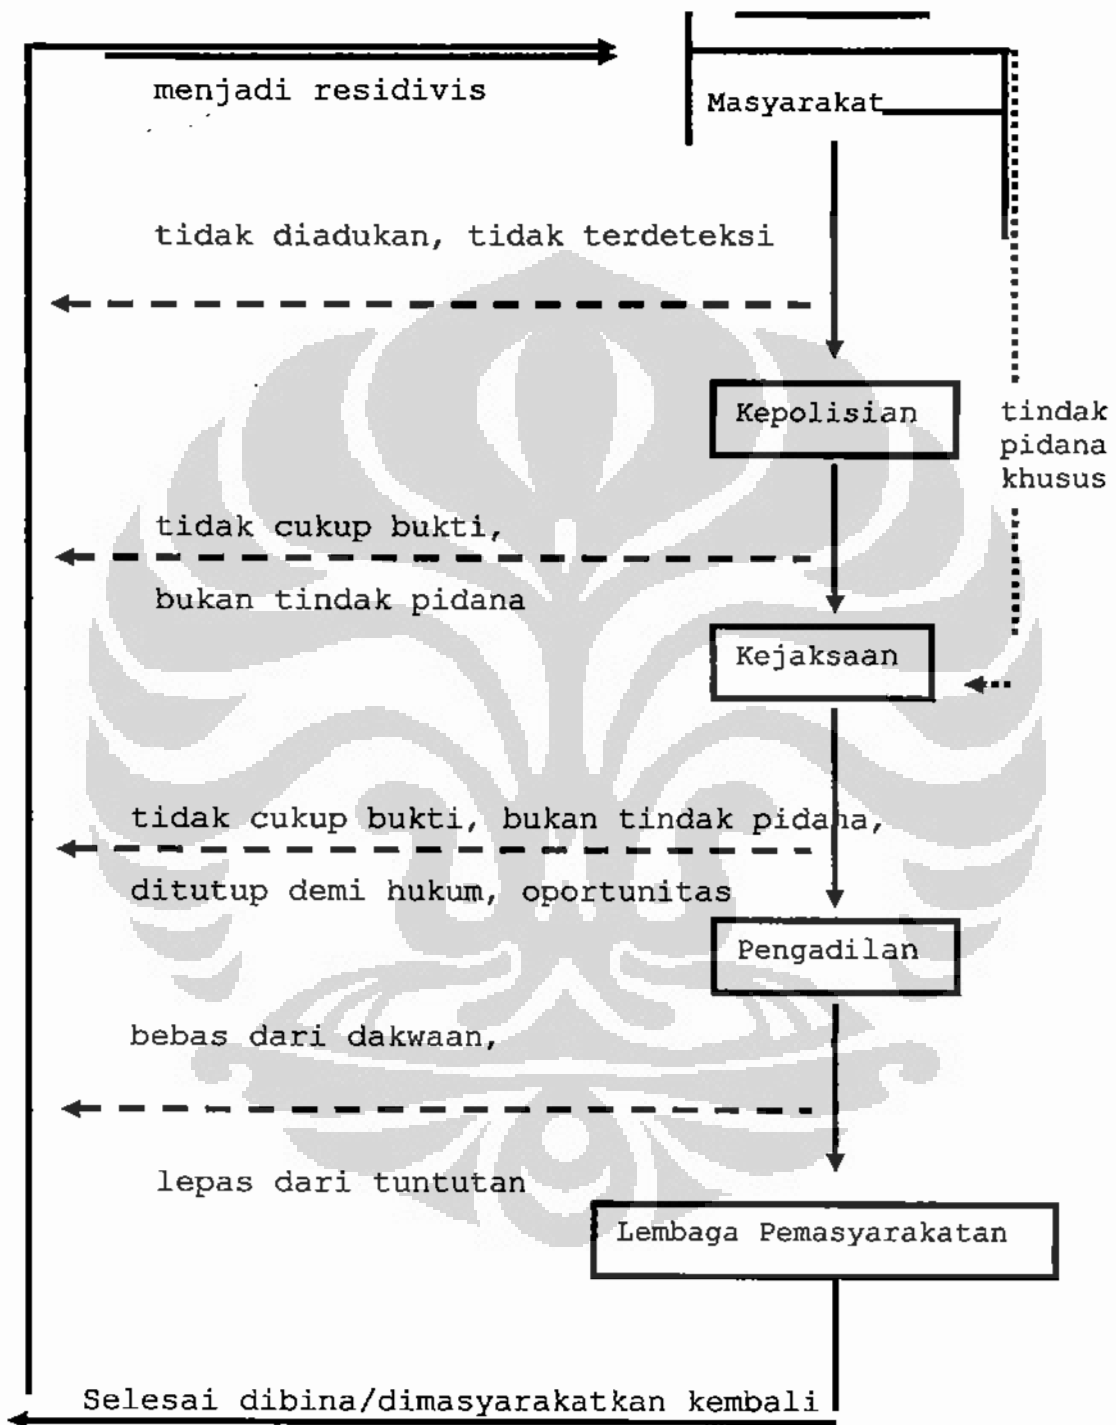 menjadi residivis
Masyarakat
tidak diadukan, tidak terdeteksi
Kepolisian
tindak
pidana
khusus
tidak cukup bukti,
bukan tindak pidana
Kejaksaan
tidak cukup bukti, bukan tindak pidana,
ditutup demi hukum, oportunitas
Pengadilan
bebas dari dakwaan,
lepas dari tuntutan
Lembaga Pemasyarakatan
Selesai dibina/dimasyarakatkan kembali